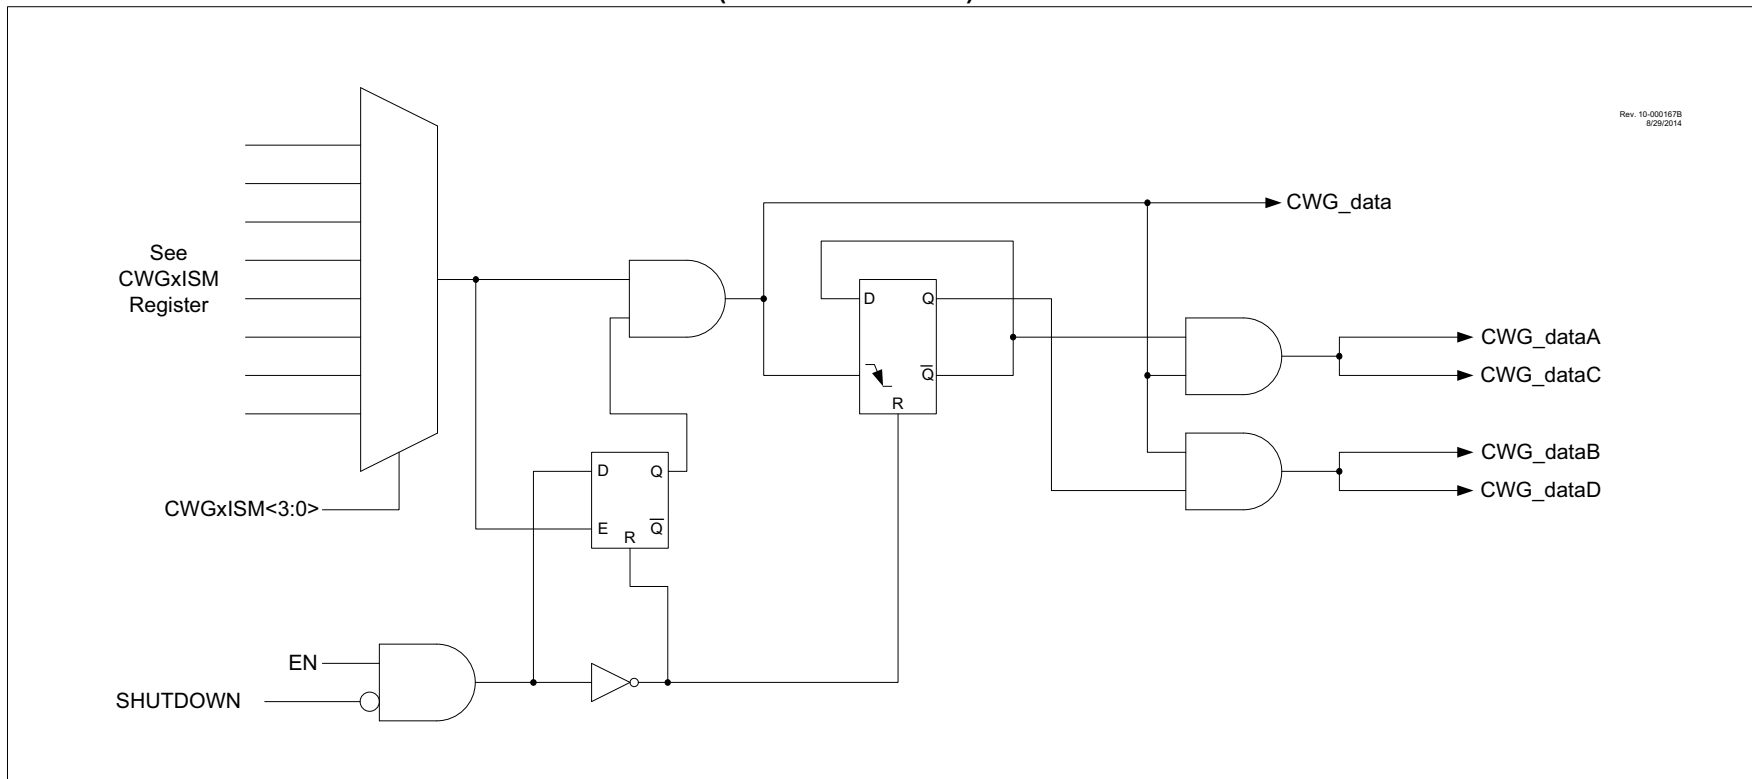 Rev. 10-000167B
8/29/2014
CWG_data
See
CWGxISM
Register
D
Q
Q̅
R
CWG_dataA
CWG_dataC
CWG_dataB
CWG_dataD
D
Q
E
Q̅
R
CWGxISM<3:0>
EN
SHUTDOWN